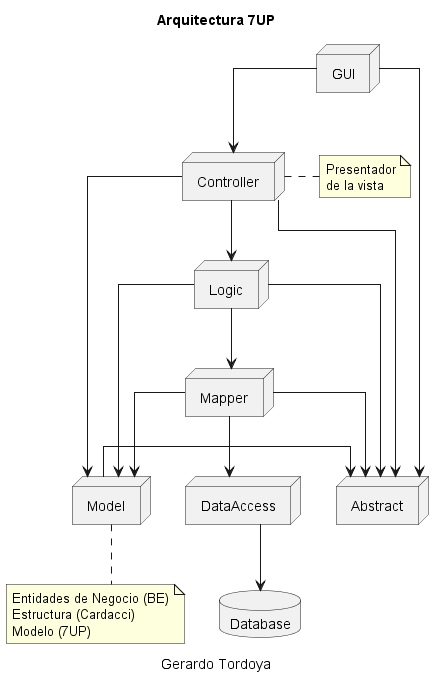 Arquitectura 7UP
GUI
Presentador
de la vista
Controller
Logic
Mapper
Model
DataAccess
Abstract
Entidades de Negocio (BE)
Estructura (Cardacci)
Modelo (7UP)
Database
Gerardo Tordoya